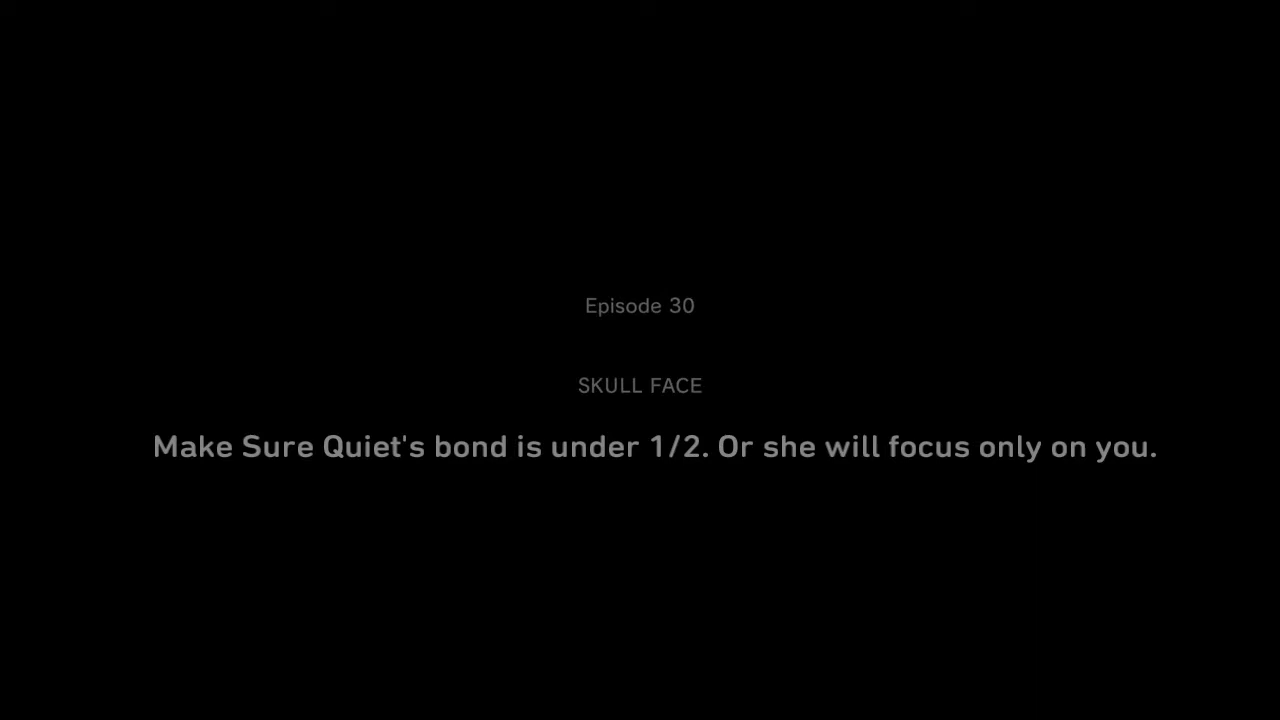 Episode 30
SKULL FACE
Make Sure Quiet's bond is under 1/2. Or she will focus only on you.